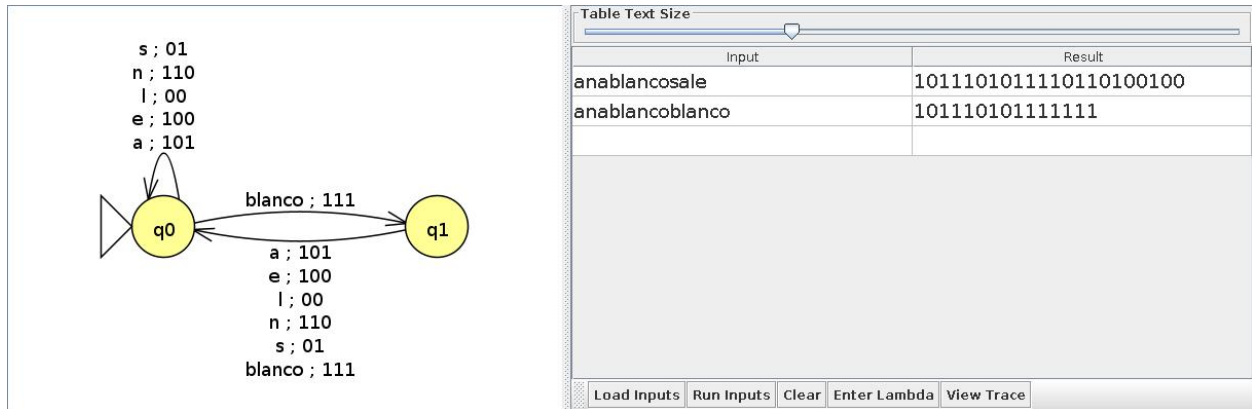 s ; 01
n ; 110
l ; 00
e ; 100
a ; 101
q0
blanco ; 111
q1
a ; 101
e ; 100
l ; 00
n ; 110
s ; 01
blanco ; 111
Table Text Size
Input Result
anablancosale 1011101011110110100100
anablancoblanco 101110101111111
Load Inputs Run Inputs Clear Enter Lambda View Trace